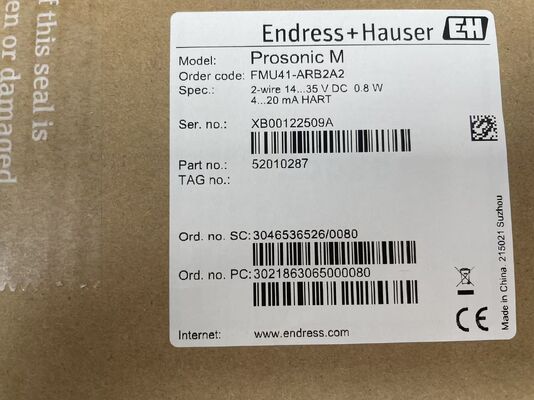 f this seal is
en or damaged
Endress+Hauser EH
Model: Prosonic M
Order code: FMU41-ARB2A2
Spec.: 2-wire 14...35 V DC 0.8 W
4...20 mA HART
Ser. no.: XB00122509A
Part no.: 52010287
TAG no.:
Ord. no. SC: 3046536526/0080
Ord. no. PC: 3021863065000080
Internet: www.endress.com
CE
Made in China, 215021 Suzhou